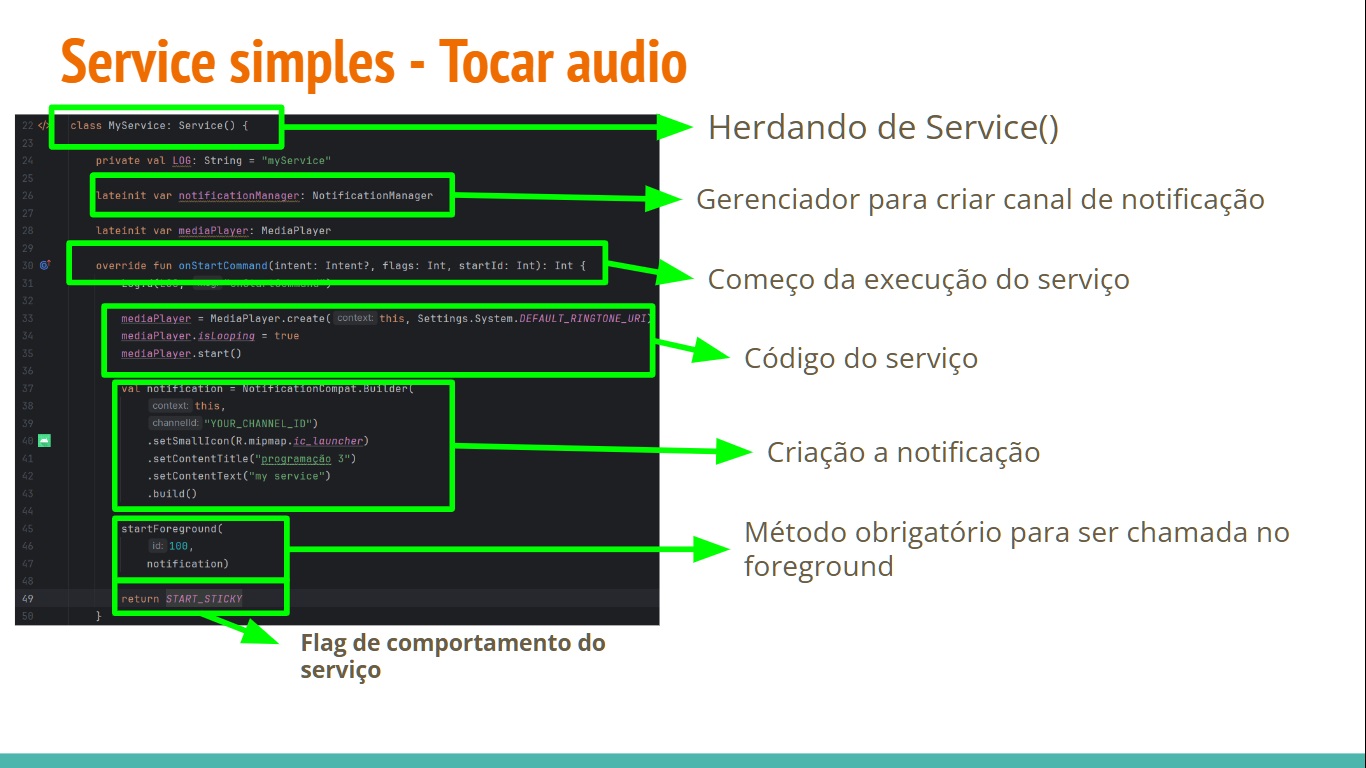 Service simples - Tocar audio
22 </> class MyService: Service() {
Herdando de Service()
23
24 private val LOG: String = "myService"
25
26 lateinit var notificationManager: NotificationManager
Gerenciador para criar canal de notificação
27
28 lateinit var mediaPlayer: MediaPlayer
29
30 override fun onStartCommand(intent: Intent?, flags: Int, startId: Int): Int {
Começo da execução do serviço
31
32
33 mediaPlayer = MediaPlayer.create( context: this, Settings.System.DEFAULT_RINGTONE_URI)
34 mediaPlayer.isLooping = true
35 mediaPlayer.start()
Código do serviço
36
37 val notification = NotificationCompat.Builder(
38 context: this,
39 channelId: "YOUR_CHANNEL_ID")
40 .setSmallIcon(R.mipmap.ic_launcher)
41 .setContentTitle("programação 3")
Criação a notificação
42 .setContentText("my service")
43 .build()
44
45 startForeground(
46 id: 100,
47 notification)
Método obrigatório para ser chamada no
foreground
48
49 return START_STICKY
50 }
Flag de comportamento do
serviço